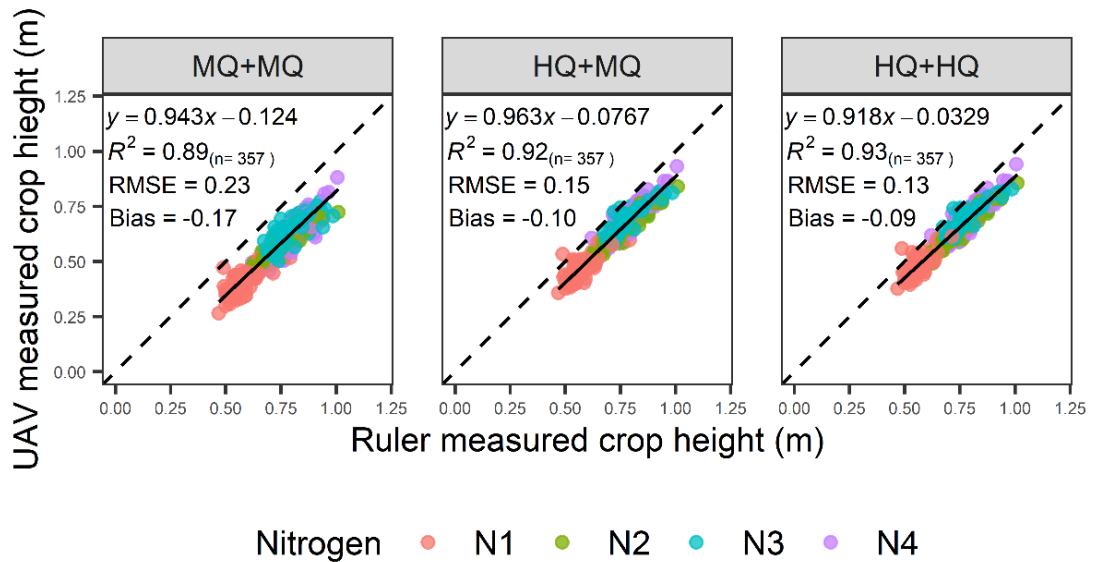 UAV measured crop hieght (m)
MQ+MQ
HQ+MQ
HQ+HQ
1.25
1.00
0.75
0.50
0.25
0.00
y = 0.943x − 0.124
R² = 0.89(n= 357 )
RMSE = 0.23
Bias = -0.17
y = 0.963x − 0.0767
R² = 0.92(n= 357 )
RMSE = 0.15
Bias = -0.10
y = 0.918x − 0.0329
R² = 0.93(n= 357 )
RMSE = 0.13
Bias = -0.09
0.00 0.25 0.50 0.75 1.00 1.25
0.00 0.25 0.50 0.75 1.00 1.25
0.00 0.25 0.50 0.75 1.00 1.25
Ruler measured crop height (m)
Nitrogen N1 N2 N3 N4